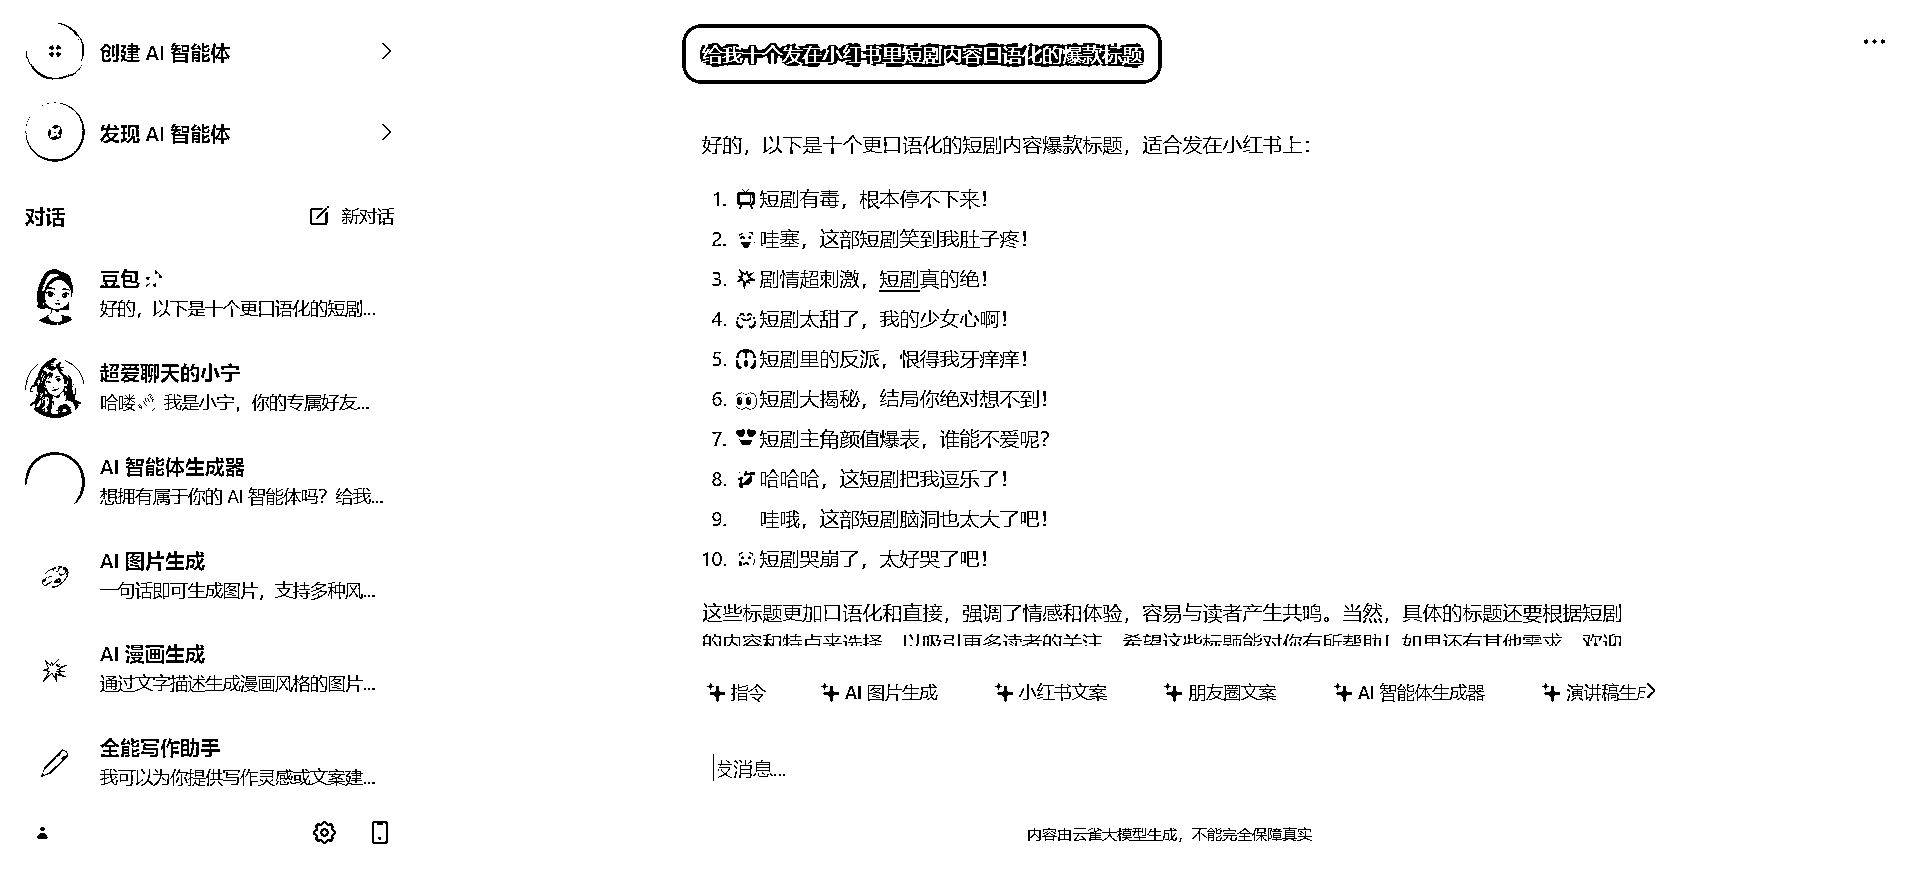 创建 AI 智能体
发现 AI 智能体
对话
新对话
豆包
好的，以下是十个更口语化的短剧...
超爱聊天的小宁
哈喽 我是小宁，你的专属好友...
AI 智能体生成器
想拥有属于你的 AI 智能体吗？给我...
AI 图片生成
一句话即可生成图片，支持多种风...
AI 漫画生成
通过文字描述生成漫画风格的图片...
全能写作助手
我可以为你提供写作灵感或文案建...
给我十个发在小红书里短剧内容口语化的爆款标题
好的，以下是十个更口语化的短剧内容爆款标题，适合发在小红书上：
1. 短剧有毒，根本停不下来！
2. 哇塞，这部短剧笑到我肚子疼！
3. 剧情超刺激，短剧真的绝！
4. 短剧太甜了，我的少女心啊！
5. 短剧里的反派，恨得我牙痒痒！
6. 短剧大揭秘，结局你绝对想不到！
7. 短剧主角颜值爆表，谁能不爱呢？
8. 哈哈哈，这短剧把我逗乐了！
9. 哇哦，这部短剧脑洞也太大了吧！
10. 短剧哭崩了，太好哭了吧！
这些标题更加口语化和直接，强调了情感和体验，容易与读者产生共鸣。当然，具体的标题还要根据短剧
的内容和特点来选择，以吸引更多读者的关注。希望这些标题能对你有所帮助！如果还有其他需求，欢迎
指令
AI 图片生成
小红书文案
朋友圈文案
AI 智能体生成器
演讲稿生
发消息...
内容由云雀大模型生成，不能完全保障真实